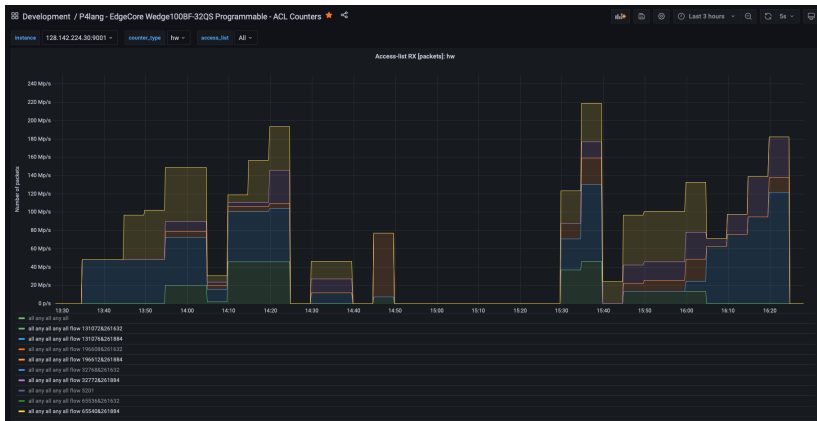 Development / P4lang - EdgeCore Wedge100BF-32QS Programmable - ACL Counters
Last 3 hours
5s
instance 128.142.224.30:9001 counter_type hw access_list All
Access-list RX [packets]: hw
Number of packets
240 Mp/s
220 Mp/s
200 Mp/s
180 Mp/s
160 Mp/s
140 Mp/s
120 Mp/s
100 Mp/s
80 Mp/s
60 Mp/s
40 Mp/s
20 Mp/s
0 p/s
13:30 13:40 13:50 14:00 14:10 14:20 14:30 14:40 14:50 15:00 15:10 15:20 15:30 15:40 15:50 16:00 16:10 16:20
all any all any all
all any all any all flow 131072&261632
all any all any all flow 131076&261884
all any all any all flow 196608&261632
all any all any all flow 196612&261884
all any all any all flow 32768&261632
all any all any all flow 32772&261884
all any all any all flow 5201
all any all any all flow 65536&261632
all any all any all flow 65540&261884